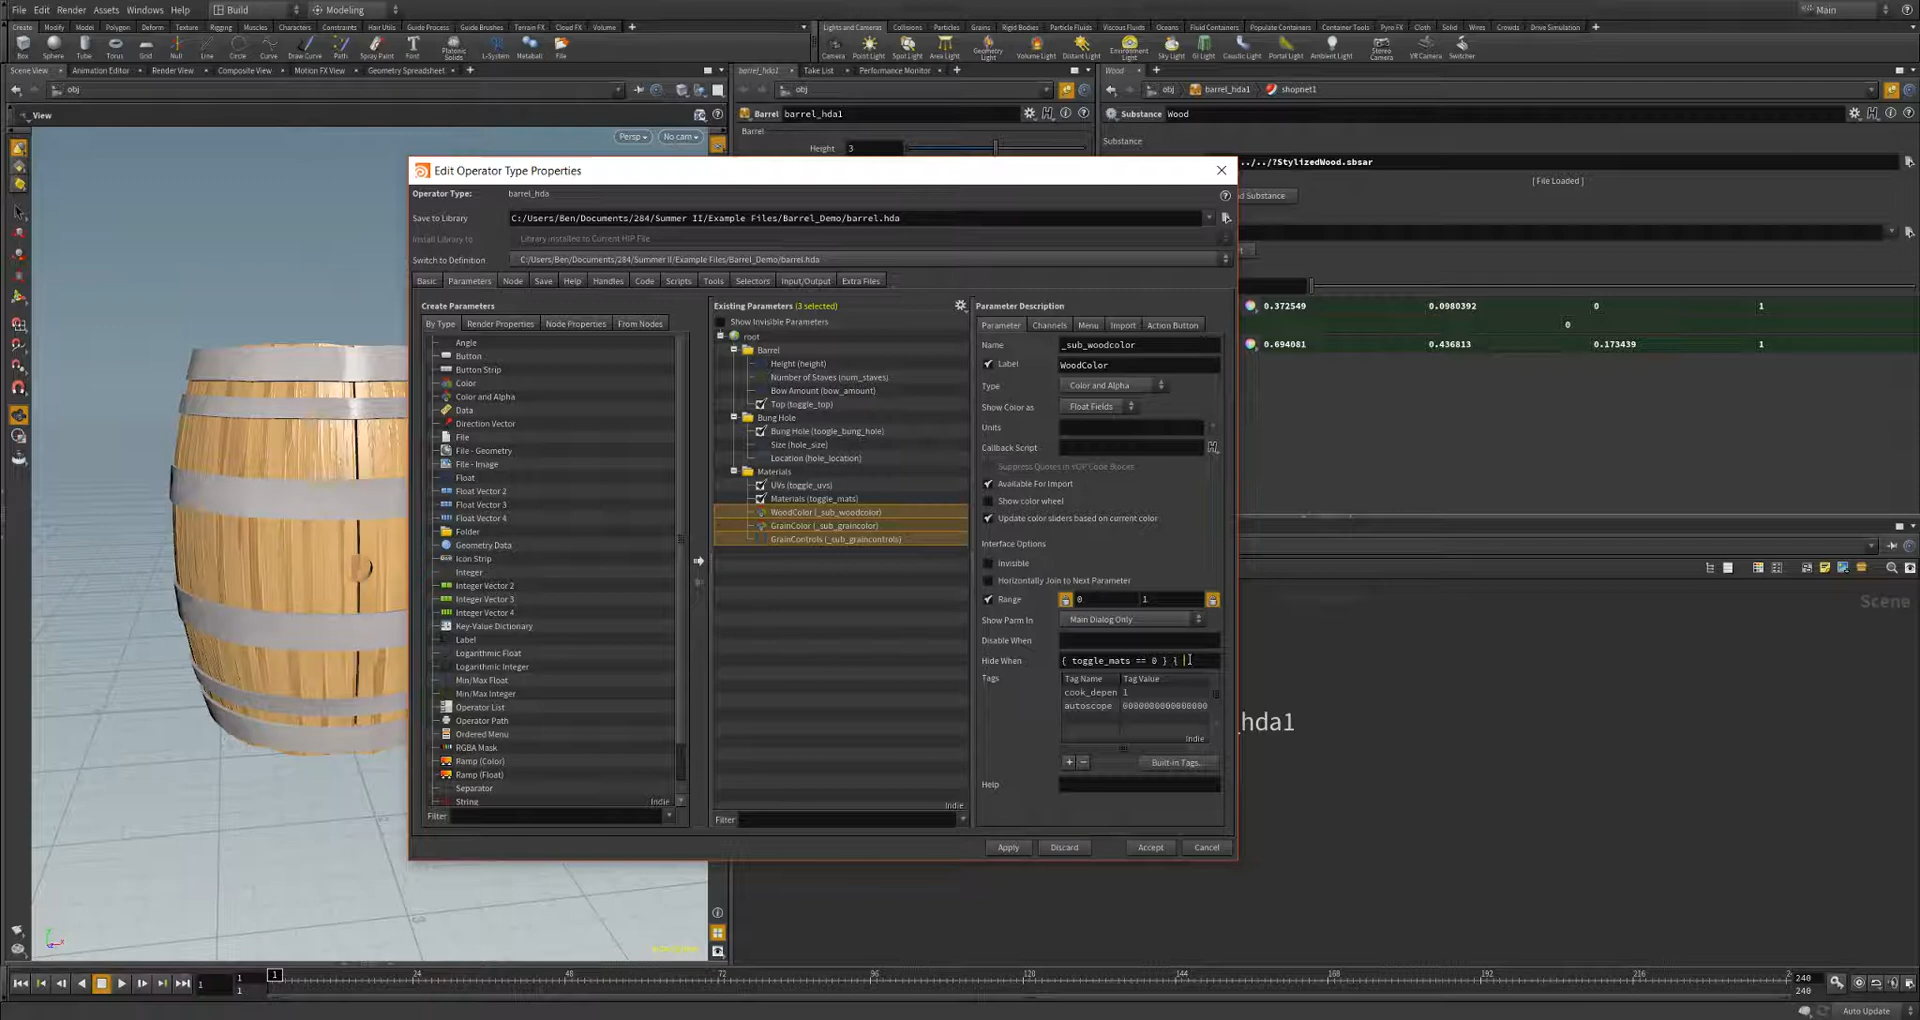 File Edit Render Assets Windows Help Build Modeling Main
Create Modify Model Polygon Deform Texture Rigging Muscles Characters Constraints Hair Utils Guide Process Guide Brushes Terrain FX Cloud FX Volume
Lights and Cameras Collisions Particles Grains Rigid Bodies Particle Fluids Viscous Fluids Oceans Fluid Containers Populate Containers Container Tools Pyro FX Cloth Solid Wires Crowds Drive Simulation
Box Sphere Tube Torus Grid Null Line Circle Curve Draw Curve Path Spray Paint Font Platonic Solids L-System Metaball File
Camera Point Light Spot Light Area Light Geometry Light Volume Light Distant Light Environment Light Sky Light GI Light Caustic Light Portal Light Ambient Light Stereo Camera VR Camera Switcher
Scene View Animation Editor Render View Composite View Motion FX View Geometry Spreadsheet
barrel_hda1 Take List Performance Monitor
Wood
obj
obj
obj barrel_hda1 shopnet1
View
Barrel barrel_hda1
Substance Wood
Persp No cam
Barrel
Substance
Height 3
Edit Operator Type Properties
../../?StylizedWood.sbsar
[ File Loaded ]
d Substance
Operator Type: barrel_hda
Save to Library C:/Users/Ben/Documents/284/Summer II/Example Files/Barrel_Demo/barrel.hda
Install Library to Library installed to Current HIP File
Switch to Definition C:/Users/Ben/Documents/284/Summer II/Example Files/Barrel_Demo/barrel.hda
Basic Parameters Node Save Help Handles Code Scripts Tools Selectors Input/Output Extra Files
Create Parameters
By Type Render Properties Node Properties From Nodes
Angle
Button
Button Strip
Color
Color and Alpha
Data
Direction Vector
File
File - Geometry
File - Image
Float
Float Vector 2
Float Vector 3
Float Vector 4
Folder
Geometry Data
Icon Strip
Integer
Integer Vector 2
Integer Vector 3
Integer Vector 4
Key-Value Dictionary
Label
Logarithmic Float
Logarithmic Integer
Min/Max Float
Min/Max Integer
Operator List
Operator Path
Ordered Menu
RGBA Mask
Ramp (Color)
Ramp (Float)
Separator
String
Indie
Filter
Existing Parameters (3 selected)
Show Invisible Parameters
root
Barrel
Height (height)
Number of Staves (num_staves)
Bow Amount (bow_amount)
Top (toggle_top)
Bung Hole
Bung Hole (toogle_bung_hole)
Size (hole_size)
Location (hole_location)
Materials
UVs (toggle_uvs)
Materials (toggle_mats)
WoodColor (_sub_woodcolor)
GrainColor (_sub_graincolor)
GrainControls (_sub_graincontrols)
Indie
Filter
Parameter Description
Parameter Channels Menu Import Action Button
Name _sub_woodcolor
Label WoodColor
Type Color and Alpha
Show Color as Float Fields
Units
Callback Script
Suppress Quotes in VOP Code Blocks
Available For Import
Show color wheel
Update color sliders based on current color
Interface Options
Invisible
Horizontally Join to Next Parameter
Range 0 1
Show Parm In Main Dialog Only
Disable When
Hide When { toggle_mats == 0 } {
Tags Tag Name Tag Value
cook_depen 1
autoscope 0000000000000000
Indie
+ - Built-in Tags...
Help
Apply Discard Accept Cancel
0.372549 0.0980392 0 1
0
0.694081 0.436813 0.173439 1
Scene
_hda1
1 1 1 1 24 48 72 96 120 144 168 192 216 2 240 240
Auto Update